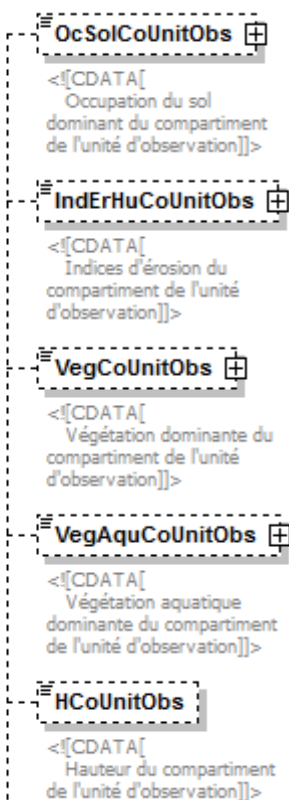 OcSolCoUnitObs
<![CDATA[
Occupation du sol
dominant du compartiment
de l'unité d'observation]]>
IndErHuCoUnitObs
<![CDATA[
Indices d'érosion du
compartiment de l'unité
d'observation]]>
VegCoUnitObs
<![CDATA[
Végétation dominante du
compartiment de l'unité
d'observation]]>
VegAquCoUnitObs
<![CDATA[
Végétation aquatique
dominante du compartiment
de l'unité d'observation]]>
HCoUnitObs
<![CDATA[
Hauteur du compartiment
de l'unité d'observation]]>